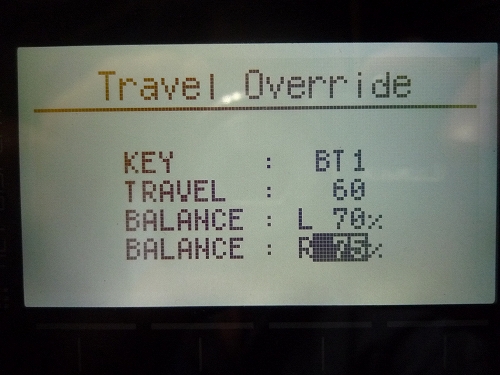 Travel Override
KEY : BT1
TRAVEL : 60
BALANCE : L 70%
BALANCE : R 75%